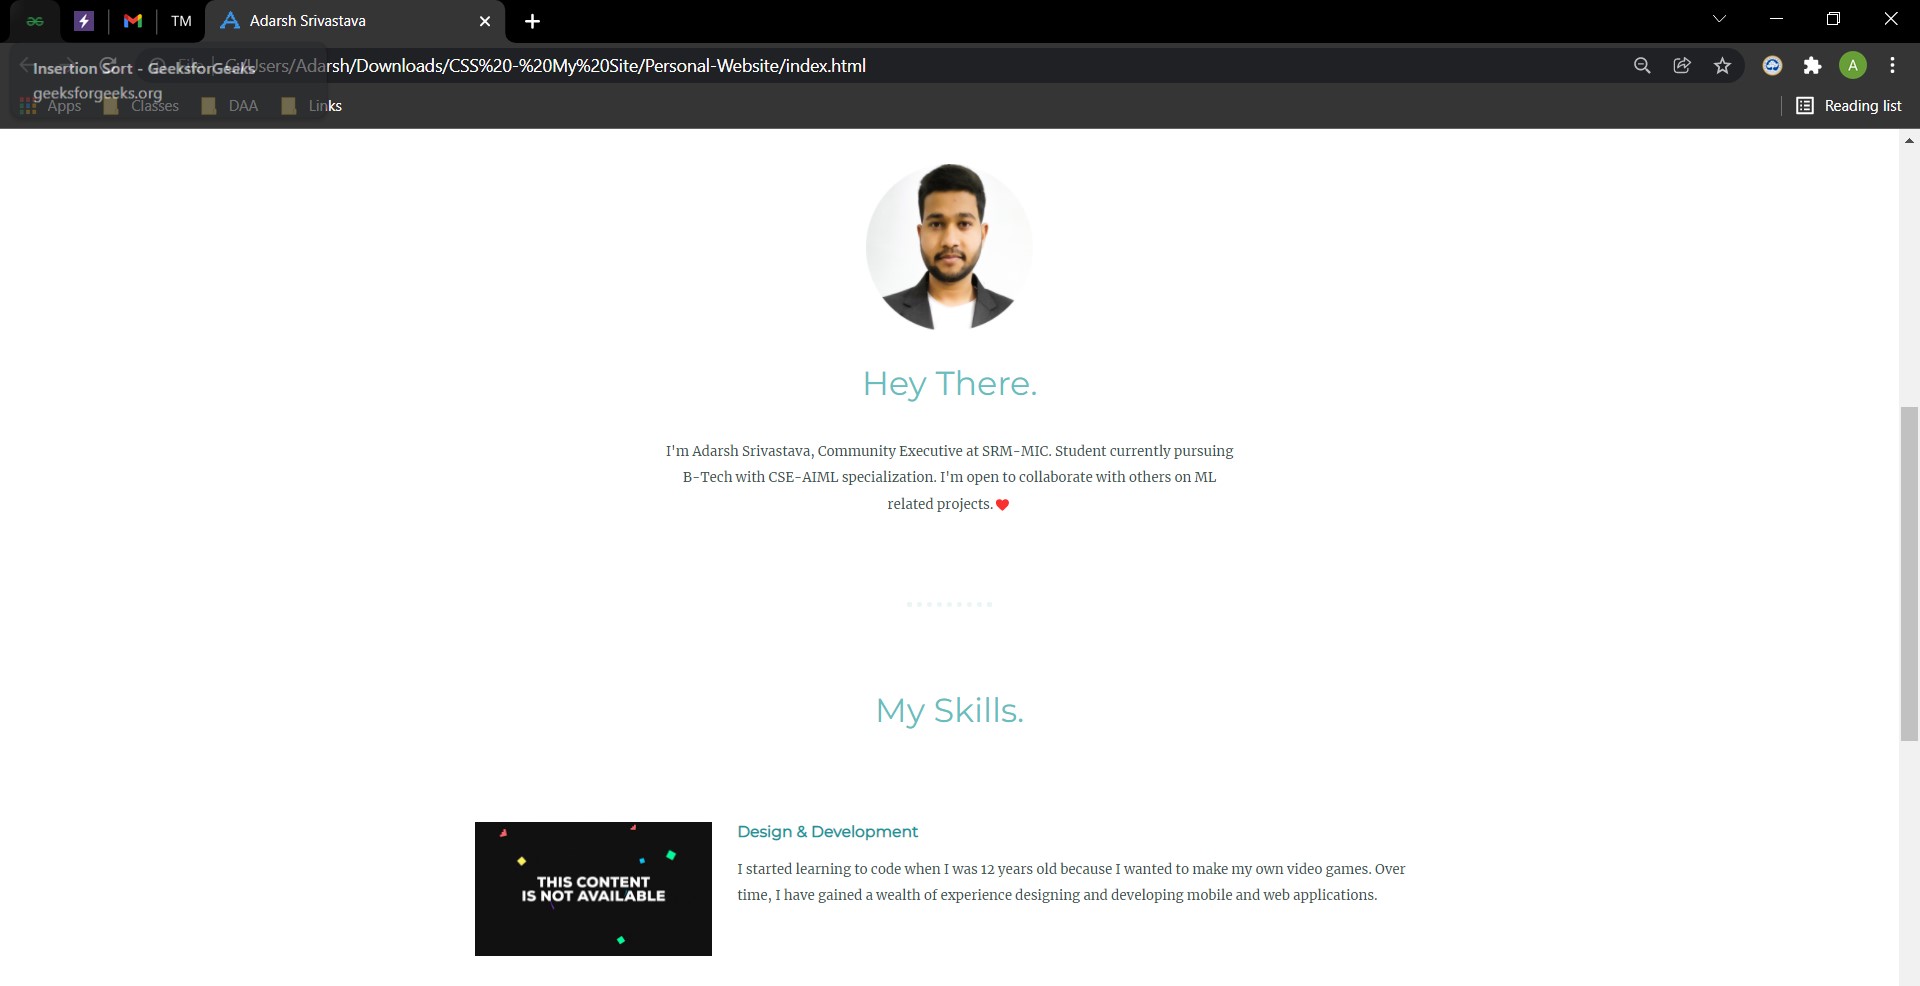 TM
Adarsh Srivastava
Insertion Sort - GeeksforGeeks
geeksforgeeks.org
/Users/Adarsh/Downloads/CSS%20-%20My%20Site/Personal-Website/index.html
Apps
Classes
DAA
Links
A
Reading list
Hey There.
I'm Adarsh Srivastava, Community Executive at SRM-MIC. Student currently pursuing
B-Tech with CSE-AIML specialization. I'm open to collaborate with others on ML
related projects.❤
My Skills.
THIS CONTENT
IS NOT AVAILABLE
Design & Development
I started learning to code when I was 12 years old because I wanted to make my own video games. Over
time, I have gained a wealth of experience designing and developing mobile and web applications.